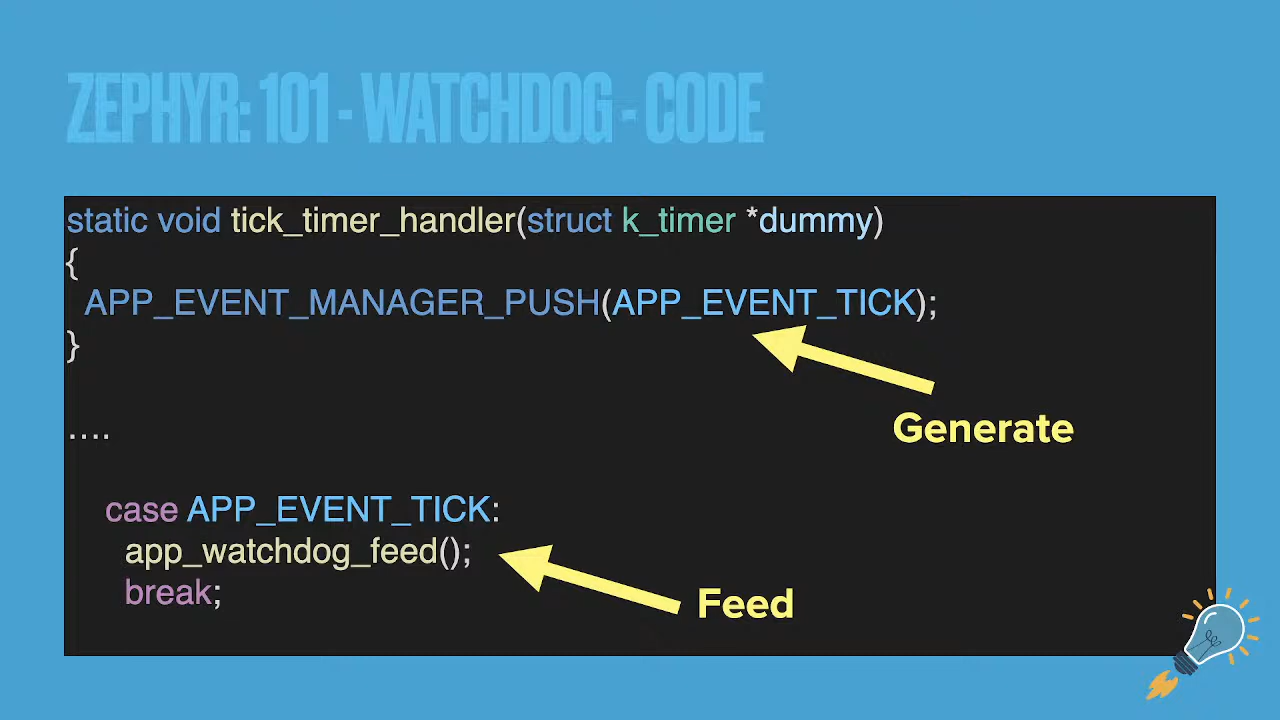 ZEPHYR: 101 - WATCHDOG - CODE
static void tick_timer_handler(struct k_timer *dummy)
{
APP_EVENT_MANAGER_PUSH(APP_EVENT_TICK);
}
Generate
....
case APP_EVENT_TICK:
app_watchdog_feed();
break;
Feed